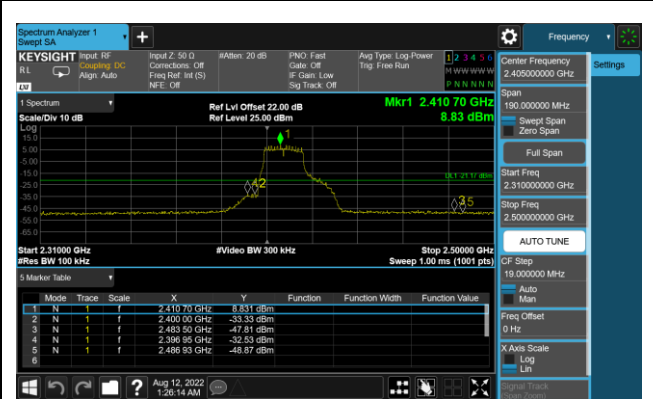 Spectrum Analyzer 1
Swept SA
Frequency
KEYSIGHT Input: RF Input Z: 50 Ω #Atten: 20 dB PNO: Fast Avg Type: Log-Power 1 2 3 4 5 6
RL Coupling: DC Corrections: Off Gate: Off Trig: Free Run M W W W W W
Align: Auto Freq Ref: Int (S) IF Gain: Low P N N N N N
NFE: Off Sig Track: Off
LXI
1 Spectrum
Ref Lvl Offset 22.00 dB
Mkr1 2.410 70 GHz
Scale/Div 10 dB Ref Level 25.00 dBm 8.83 dBm
Log
15.0
5.00
-5.00
-15.0
DL1 -21.17 dBm
-25.0
-35.0
-45.0
-55.0
-65.0
1
42
35
Start 2.31000 GHz #Video BW 300 kHz Stop 2.50000 GHz
#Res BW 100 kHz Sweep 1.00 ms (1001 pts)
5 Marker Table
Mode Trace Scale X Y Function Function Width Function Value
1 N 1 f 2.410 70 GHz 8.831 dBm
2 N 1 f 2.400 00 GHz -33.33 dBm
3 N 1 f 2.483 50 GHz -47.81 dBm
4 N 1 f 2.396 95 GHz -32.53 dBm
5 N 1 f 2.486 93 GHz -48.87 dBm
6
Aug 12, 2022
1:26:14 AM
Center Frequency
2.405000000 GHz
Settings
Span
190.000000 MHz
Swept Span
Zero Span
Full Span
Start Freq
2.310000000 GHz
Stop Freq
2.500000000 GHz
AUTO TUNE
CF Step
19.000000 MHz
Auto
Man
Freq Offset
0 Hz
X Axis Scale
Log
Lin
Signal Track
(Span Zoom)